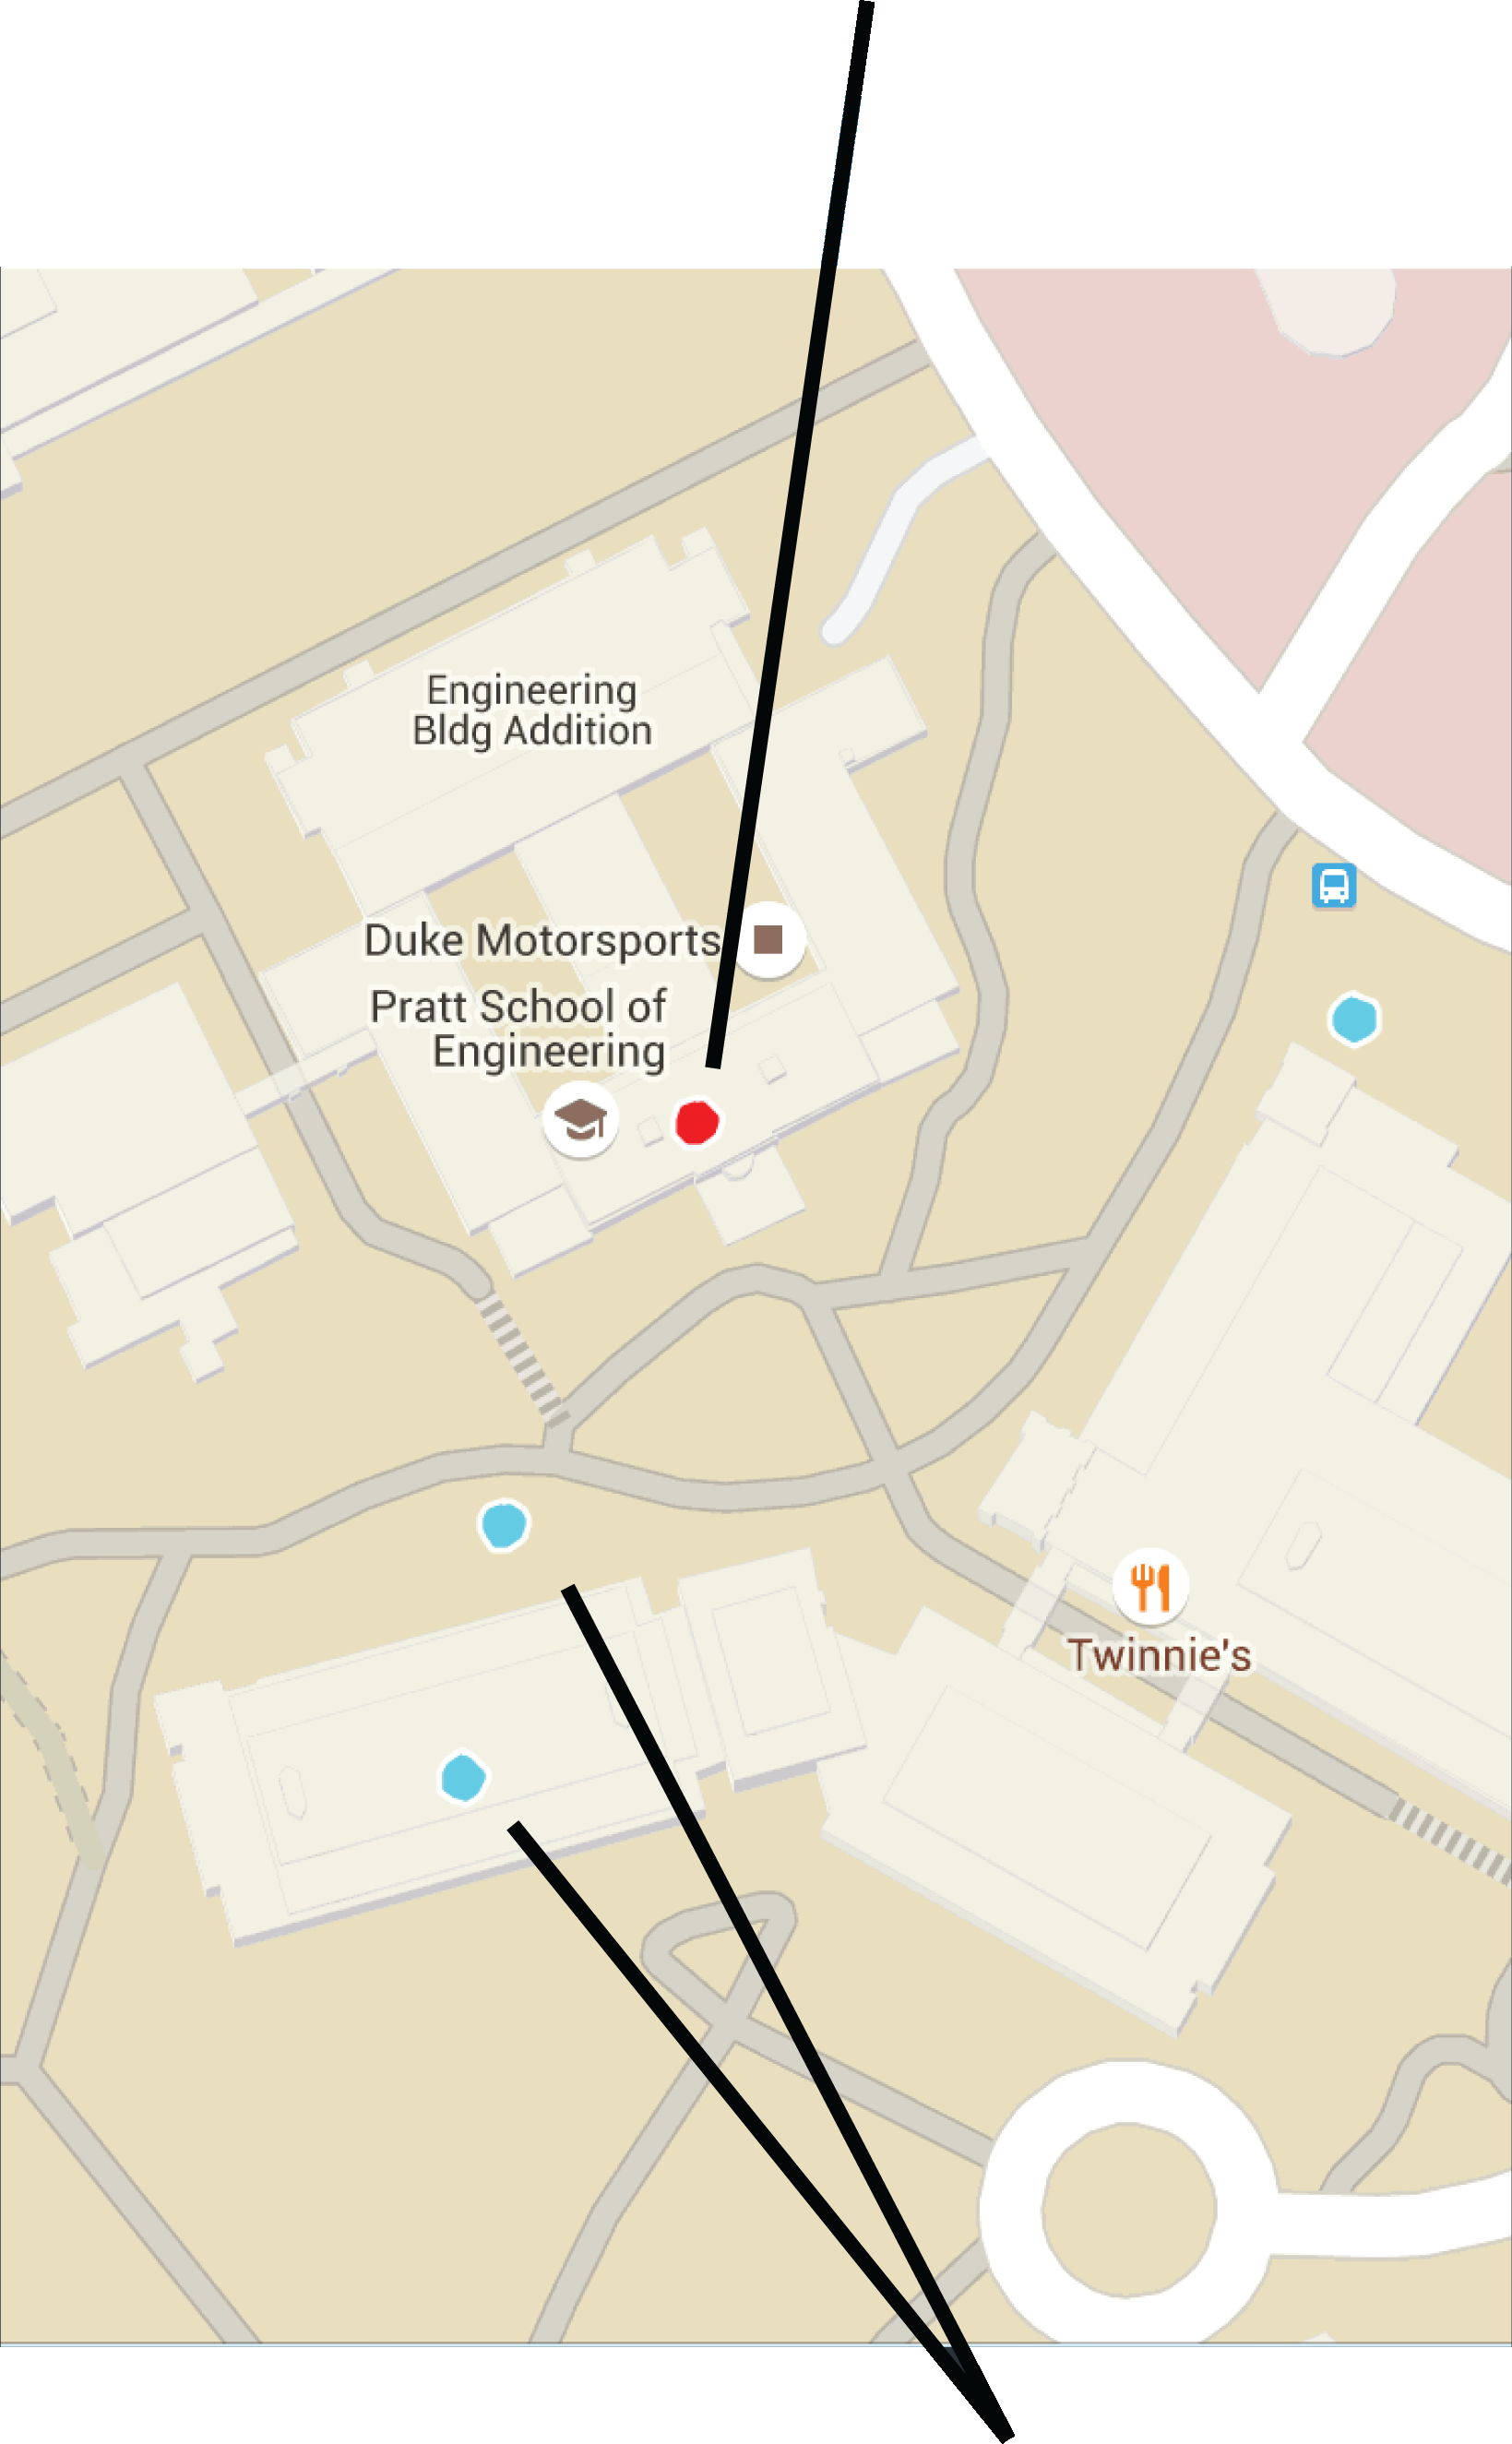 Engineering
Bldg Addition
Duke Motorsports
Pratt School of
Engineering
Twinnie's